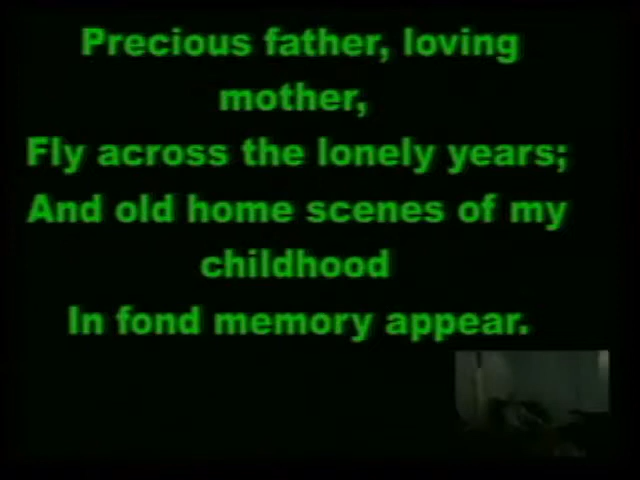 Precious father, loving
mother,
Fly across the lonely years;
And old home scenes of my
childhood
In fond memory appear.